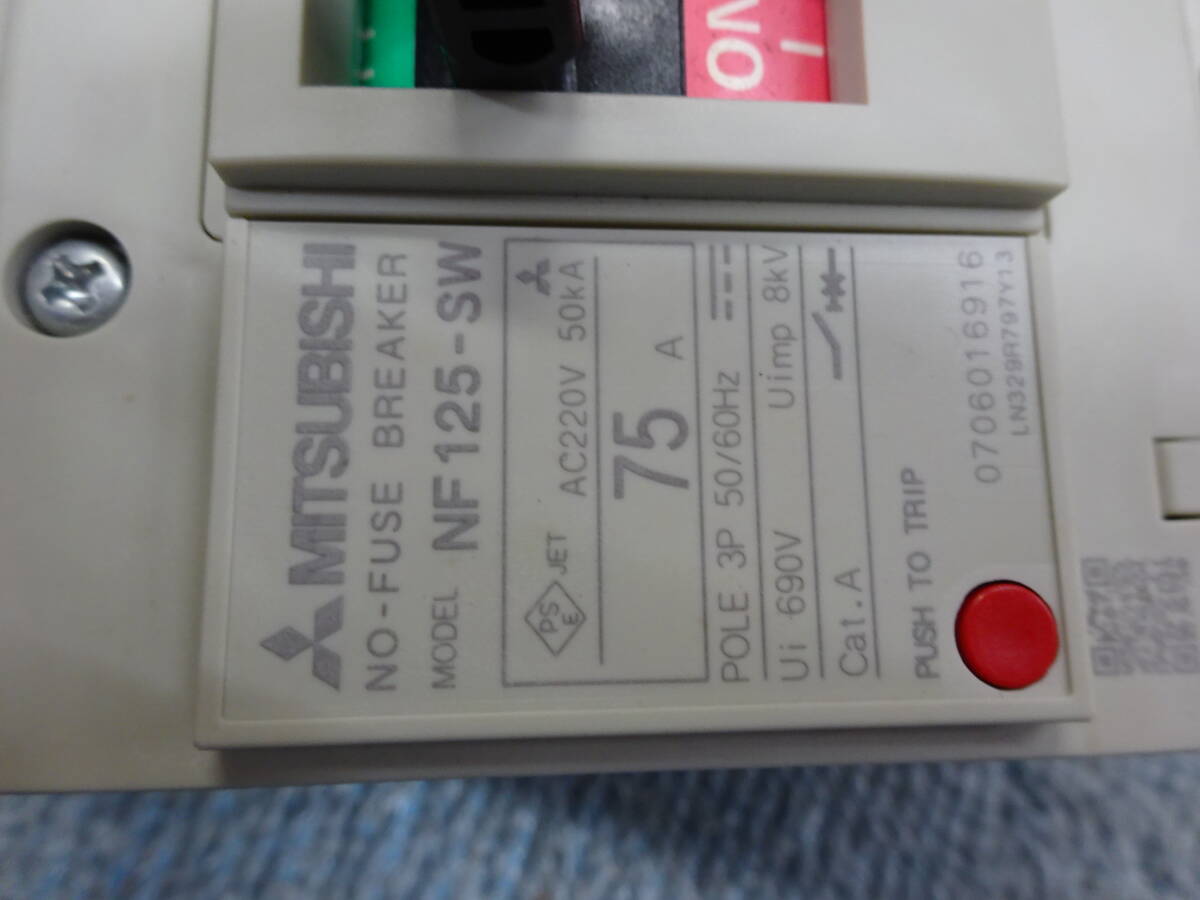 ON
I
MITSUBISHI
NO-FUSE BREAKER
MODEL NF125-SW
PS
E
JET AC220V 50kA
75 A
POLE 3P 50/60Hz
Ui 690V Uimp 8kV
Cat.A
PUSH TO TRIP
0706016916
LN329A797Y13